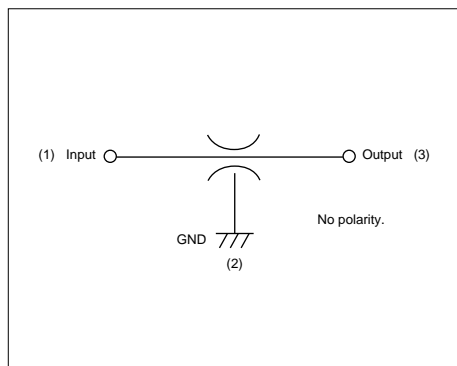 (1) Input Output (3)
No polarity.
GND
(2)